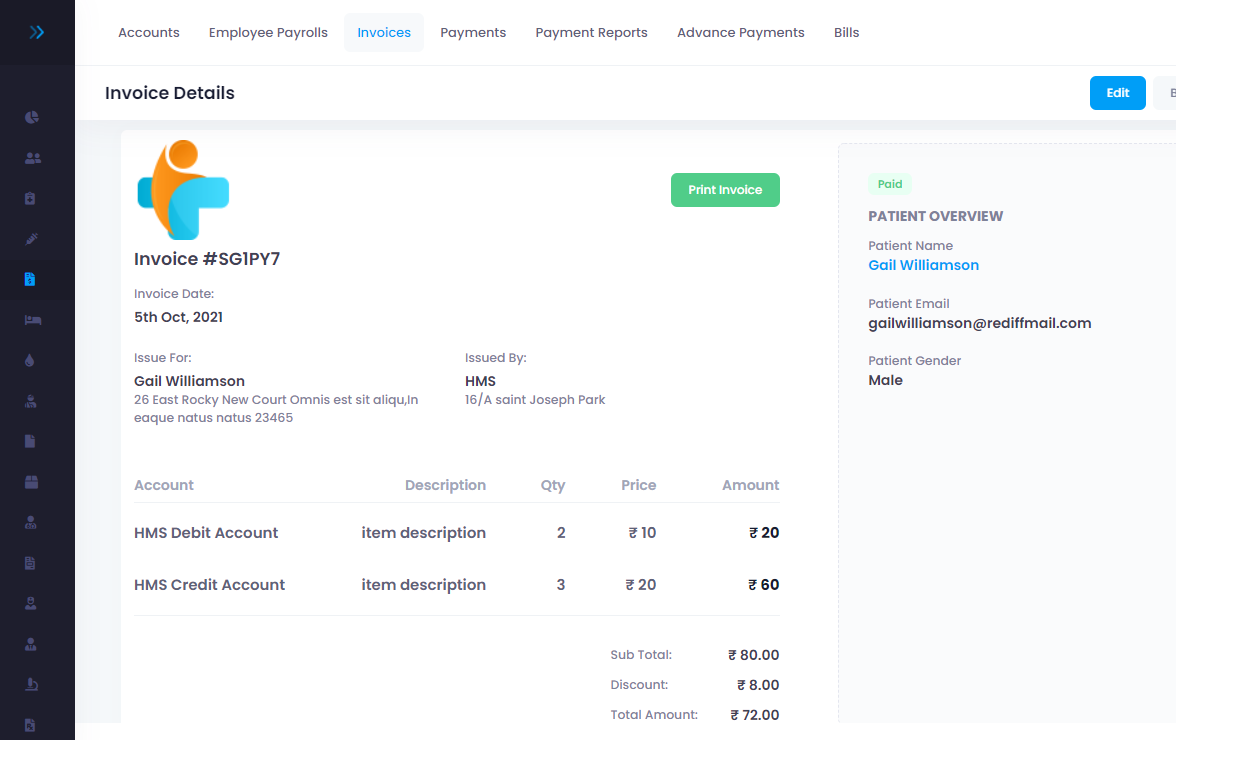 Accounts Employee Payrolls Invoices Payments Payment Reports Advance Payments Bills
Invoice Details
Edit
Print Invoice
Invoice #SG1PY7
Invoice Date:
5th Oct, 2021
Issue For:
Gail Williamson
26 East Rocky New Court Omnis est sit aliqu,In
eaque natus natus 23465
Issued By:
HMS
16/A saint Joseph Park
Account Description Qty Price Amount
HMS Debit Account item description 2 ₹ 10 ₹ 20
HMS Credit Account item description 3 ₹ 20 ₹ 60
Sub Total: ₹ 80.00
Discount: ₹ 8.00
Total Amount: ₹ 72.00
Paid
PATIENT OVERVIEW
Patient Name
Gail Williamson
Patient Email
gailwilliamson@rediffmail.com
Patient Gender
Male